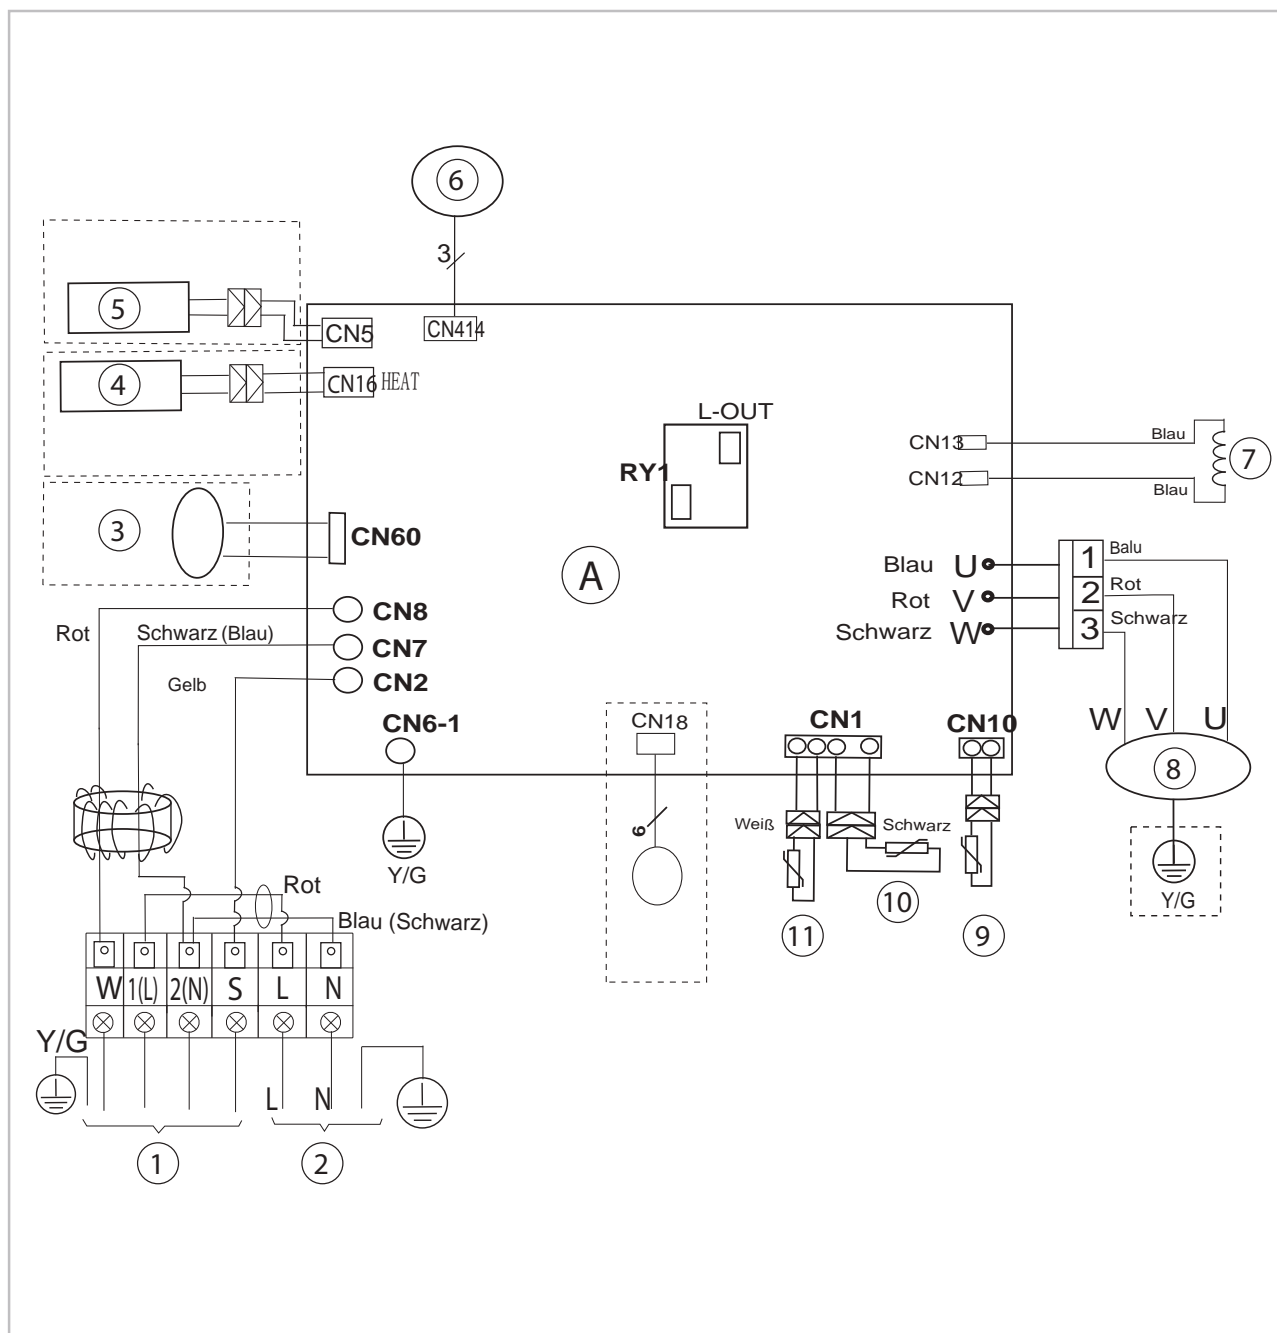 6
3
5
CN5
CN414
4
CN16 HEAT
L-OUT
RY1
CN13
Blau
7
CN12
Blau
3
CN60
A
Blau U
1 Balu
Rot V
2 Rot
Schwarz W
3 Schwarz
CN8
Rot
Schwarz (Blau)
CN7
Gelb
CN2
CN6-1
CN18
CN1
CN10
W V U
8
6
Weiß
Schwarz
Y/G
Y/G
Rot
10
Blau (Schwarz)
11
9
W 1(L) 2(N) S L N
Y/G
L N
1
2